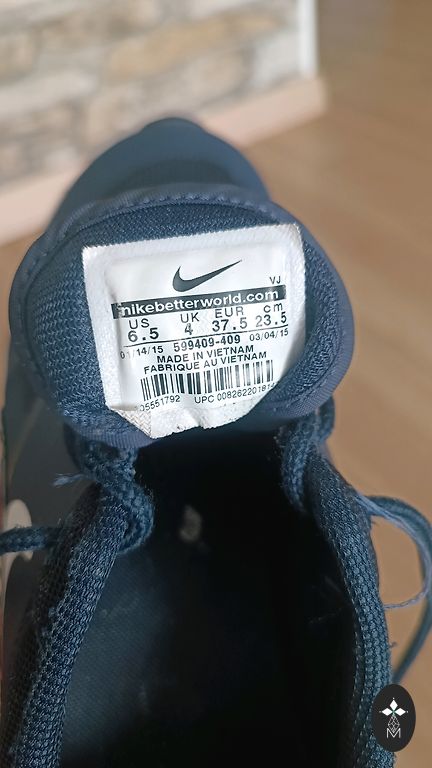 VJ
nikebetterworld.com
US UK EUR cm
6.5 4 37.5 23.5
01/14/15 599409-409 03/04/15
MADE IN VIETNAM
FABRIQUE AU VIETNAM
UPC
M